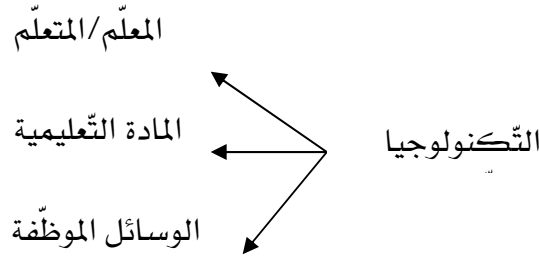 المعلّم/المتعلّم
المادة التّعليمية
التّكنولوجيا
الوسائل الموظّفة